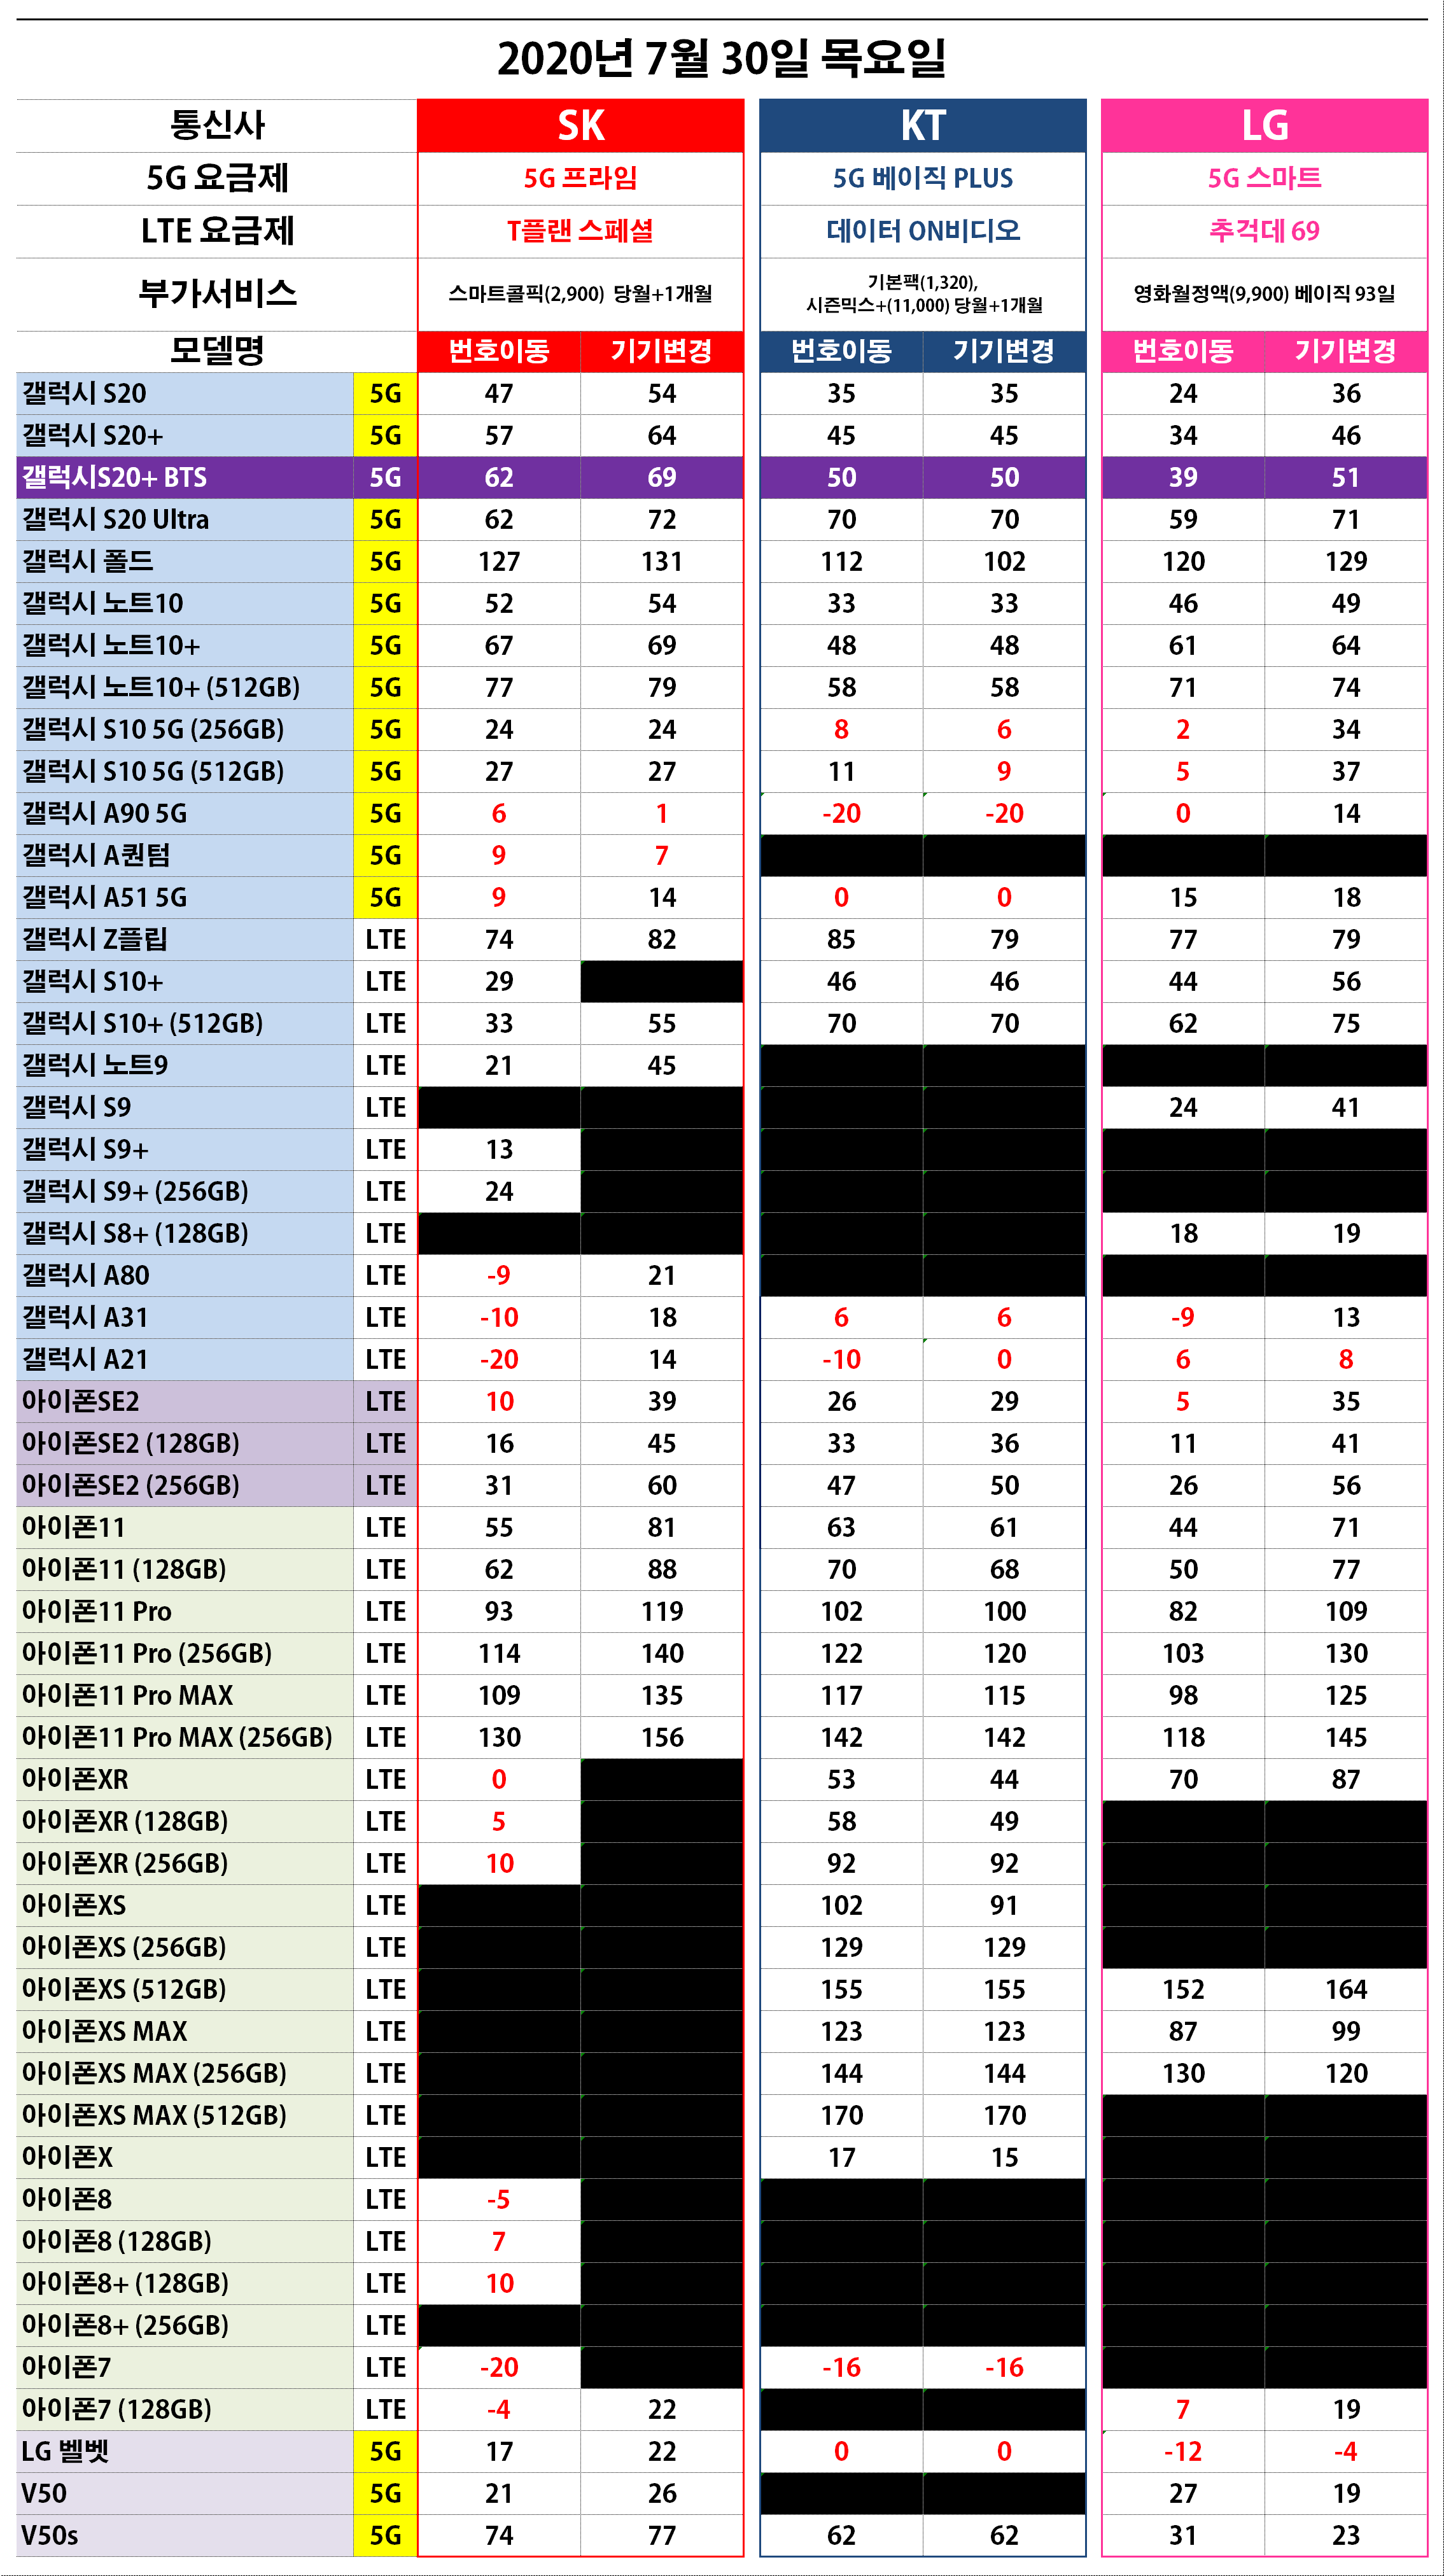 2020년 7월 30일 목요일
통신사 SK KT LG
5G 요금제 5G 프라임 5G 베이직 PLUS 5G 스마트
LTE 요금제 T플랜 스페셜 데이터 ON비디오 추걱데 69
부가서비스 스마트콜픽(2,900) 당월+1개월 기본팩(1,320), 영화월정액(9,900) 베이직 93일
시즌믹스+(11,000) 당월+1개월
모델명 번호이동 기기변경 번호이동 기기변경 번호이동 기기변경
갤럭시 S20 5G 47 54 35 35 24 36
갤럭시 S20+ 5G 57 64 45 45 34 46
갤럭시S20+ BTS 5G 62 69 50 50 39 51
갤럭시 S20 Ultra 5G 62 72 70 70 59 71
갤럭시 폴드 5G 127 131 112 102 120 129
갤럭시 노트10 5G 52 54 33 33 46 49
갤럭시 노트10+ 5G 67 69 48 48 61 64
갤럭시 노트10+ (512GB) 5G 77 79 58 58 71 74
갤럭시 S10 5G (256GB) 5G 24 24 8 6 2 34
갤럭시 S10 5G (512GB) 5G 27 27 11 9 5 37
갤럭시 A90 5G 5G 6 1 -20 -20 0 14
갤럭시 A퀀텀 5G 9 7
갤럭시 A51 5G 5G 9 14 0 0 15 18
갤럭시 Z플립 LTE 74 82 85 79 77 79
갤럭시 S10+ LTE 29 46 46 44 56
갤럭시 S10+ (512GB) LTE 33 55 70 70 62 75
갤럭시 노트9 LTE 21 45
갤럭시 S9 LTE 24 41
갤럭시 S9+ LTE 13
갤럭시 S9+ (256GB) LTE 24
갤럭시 S8+ (128GB) LTE 18 19
갤럭시 A80 LTE -9 21
갤럭시 A31 LTE -10 18 6 6 -9 13
갤럭시 A21 LTE -20 14 -10 0 6 8
아이폰SE2 LTE 10 39 26 29 5 35
아이폰SE2 (128GB) LTE 16 45 33 36 11 41
아이폰SE2 (256GB) LTE 31 60 47 50 26 56
아이폰11 LTE 55 81 63 61 44 71
아이폰11 (128GB) LTE 62 88 70 68 50 77
아이폰11 Pro LTE 93 119 102 100 82 109
아이폰11 Pro (256GB) LTE 114 140 122 120 103 130
아이폰11 Pro MAX LTE 109 135 117 115 98 125
아이폰11 Pro MAX (256GB) LTE 130 156 142 142 118 145
아이폰XR LTE 0 53 44 70 87
아이폰XR (128GB) LTE 5 58 49
아이폰XR (256GB) LTE 10 92 92
아이폰XS LTE 102 91
아이폰XS (256GB) LTE 129 129
아이폰XS (512GB) LTE 155 155 152 164
아이폰XS MAX LTE 123 123 87 99
아이폰XS MAX (256GB) LTE 144 144 130 120
아이폰XS MAX (512GB) LTE 170 170
아이폰X LTE 17 15
아이폰8 LTE -5
아이폰8 (128GB) LTE 7
아이폰8+ (128GB) LTE 10
아이폰8+ (256GB) LTE
아이폰7 LTE -20 -16 -16
아이폰7 (128GB) LTE -4 22 7 19
LG 벨벳 5G 17 22 0 0 -12 -4
V50 5G 21 26 27 19
V50s 5G 74 77 62 62 31 23